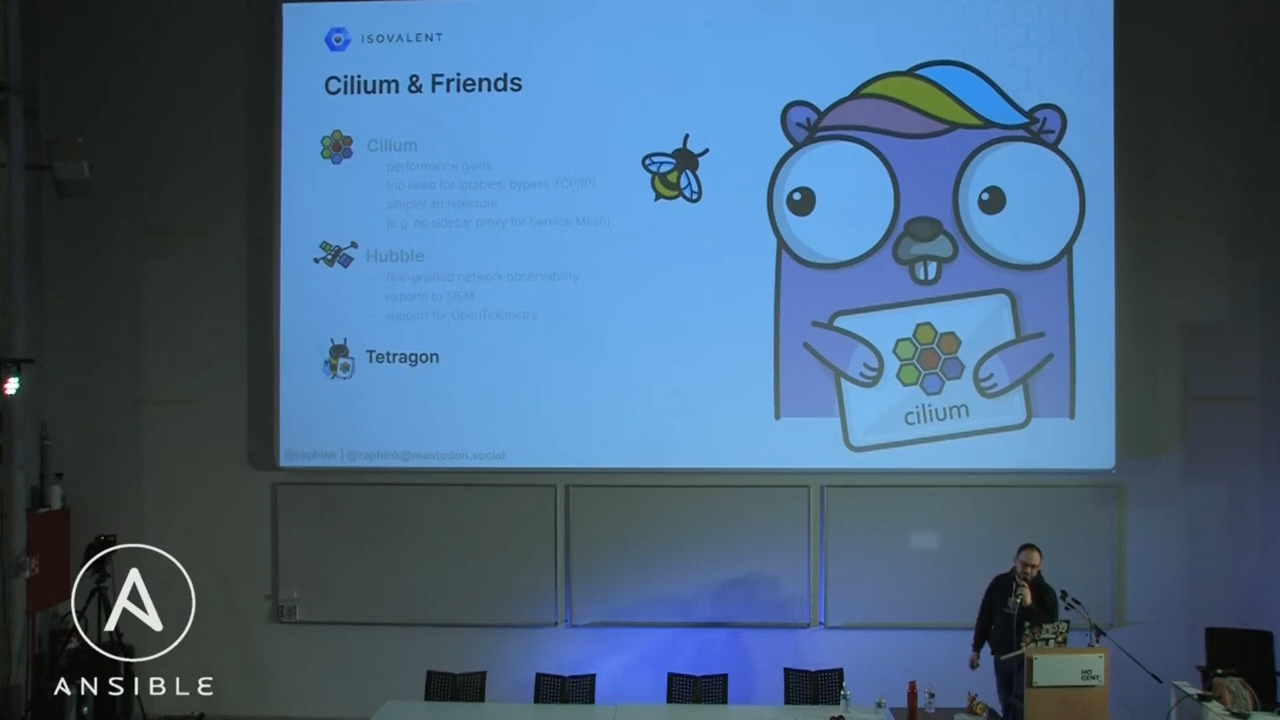 ISOVALENT
Cilium & Friends
Cilium
performance gains
(no need for iptables, bypass TCP/IP)
simpler architecture
(e.g. no sidecar proxy for Service Mesh)
Hubble
fine-grained network observability
exports to SIEM
support for OpenTelemetry
Tetragon
@raphink | @raphink@mastodon.social
cilium
ANSIBLE
HO
GENT